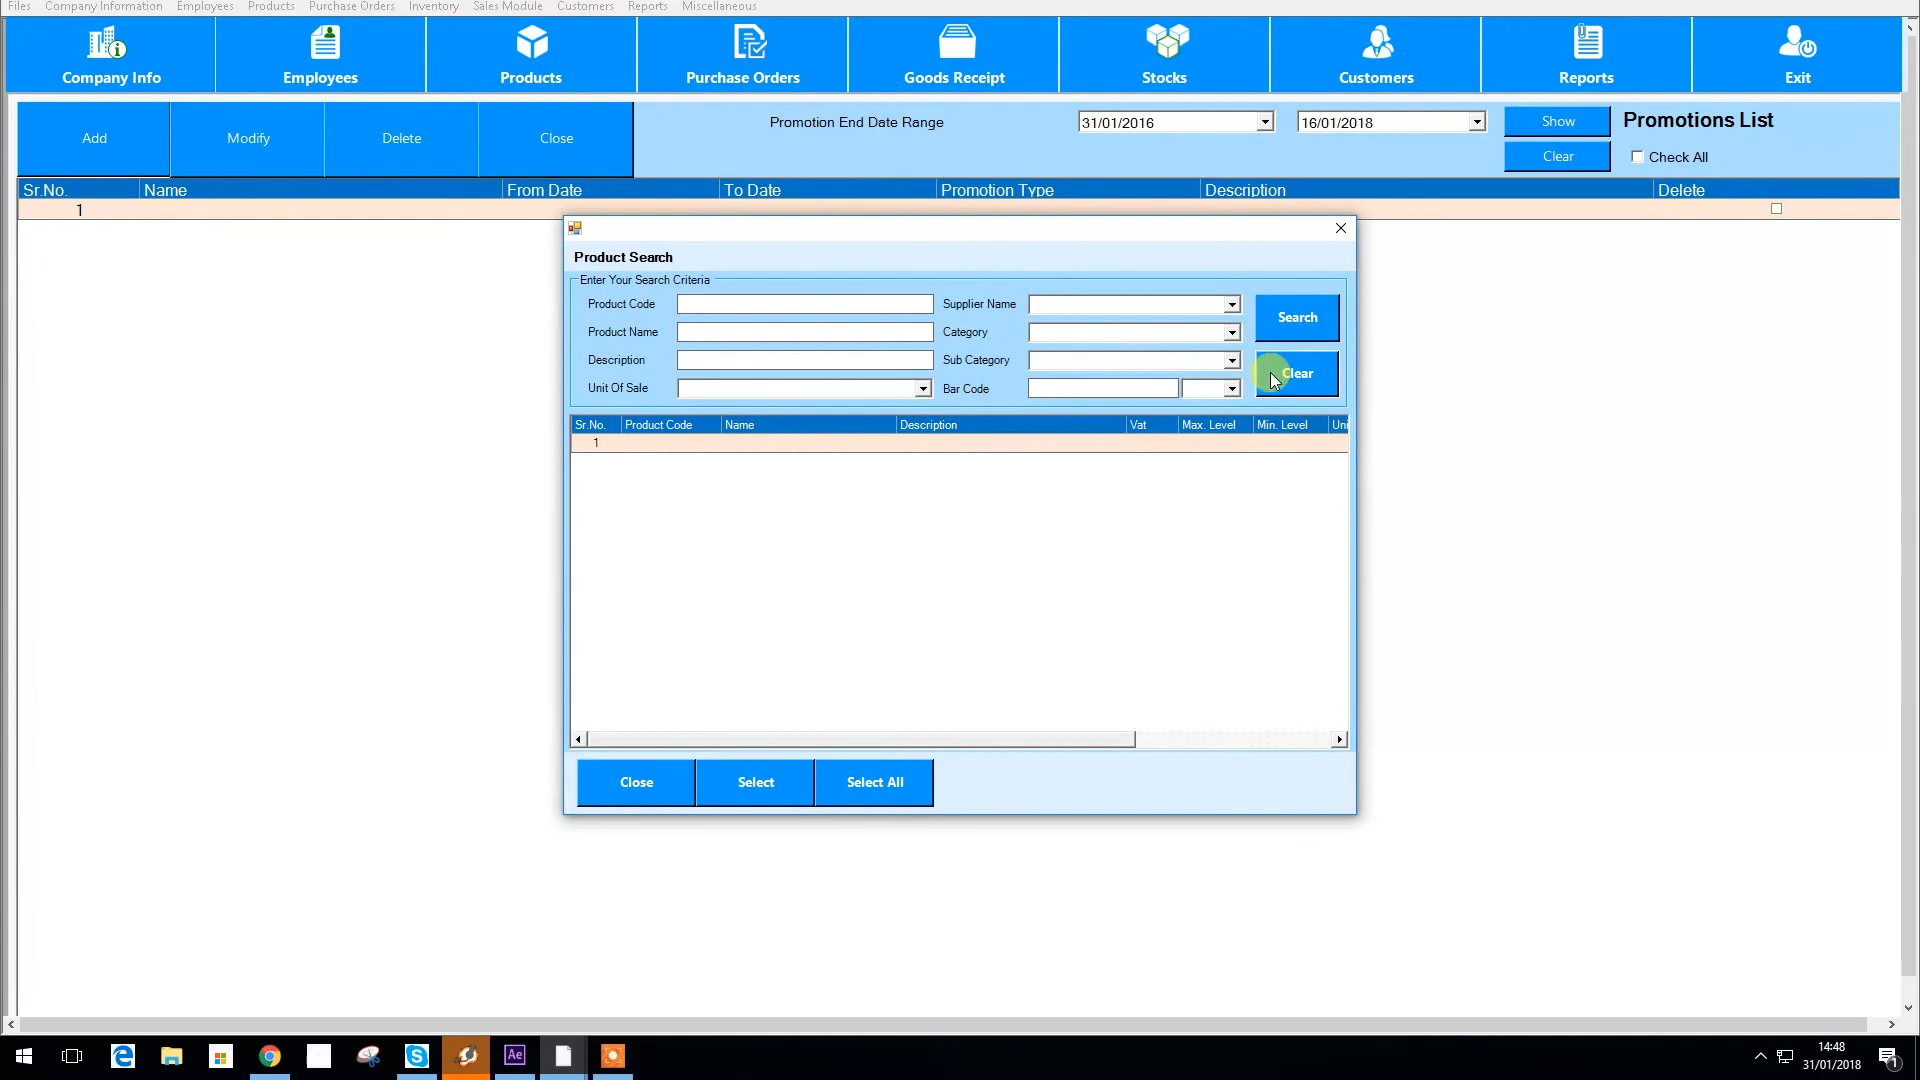 Files Company Information Employees Products Purchase Orders Inventory Sales Module Customers Reports Miscellaneous
Company Info Employees Products Purchase Orders Goods Receipt Stocks Customers Reports Exit
Add Modify Delete Close
Promotion End Date Range 31/01/2016 16/01/2018 Show Promotions List
Clear Check All
Sr.No. Name From Date To Date Promotion Type Description Delete
1
Product Search
Enter Your Search Criteria
Product Code Supplier Name
Search
Product Name Category
Description Sub Category
Clear
Unit Of Sale Bar Code
Sr.No. Product Code Name Description Vat Max. Level Min. Level Uni
1
Close Select Select All
Ae
14:48
31/01/2018
1